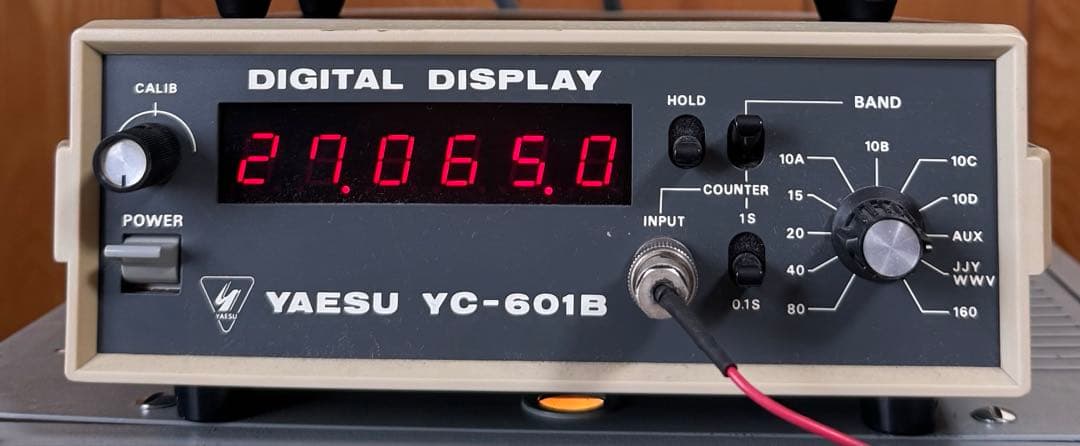 DIGITAL DISPLAY
CALIB
27.065.0
HOLD
BAND
COUNTER
INPUT
1S
0.1S
POWER
YAESU
YAESU YC-601B
10A
10B
10C
15
10D
20
AUX
40
JJY
WWV
80
160